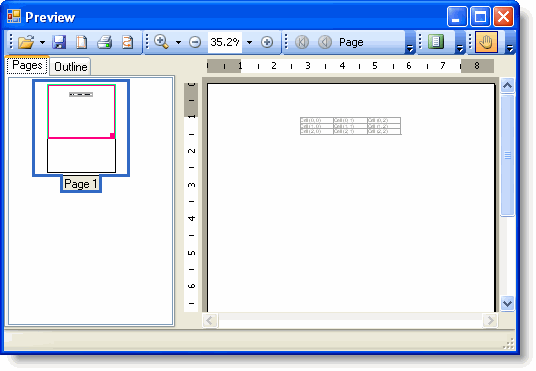 Preview
35.2% Page
Pages Outline
1 2 3 4 5 6 7 8
Page 1
1
2
3
4
5
6
Cell (0, 0) Cell (0, 1) Cell (0, 2)
Cell (1, 0) Cell (1, 1) Cell (1, 2)
Cell (2, 0) Cell (2, 1) Cell (2, 2)